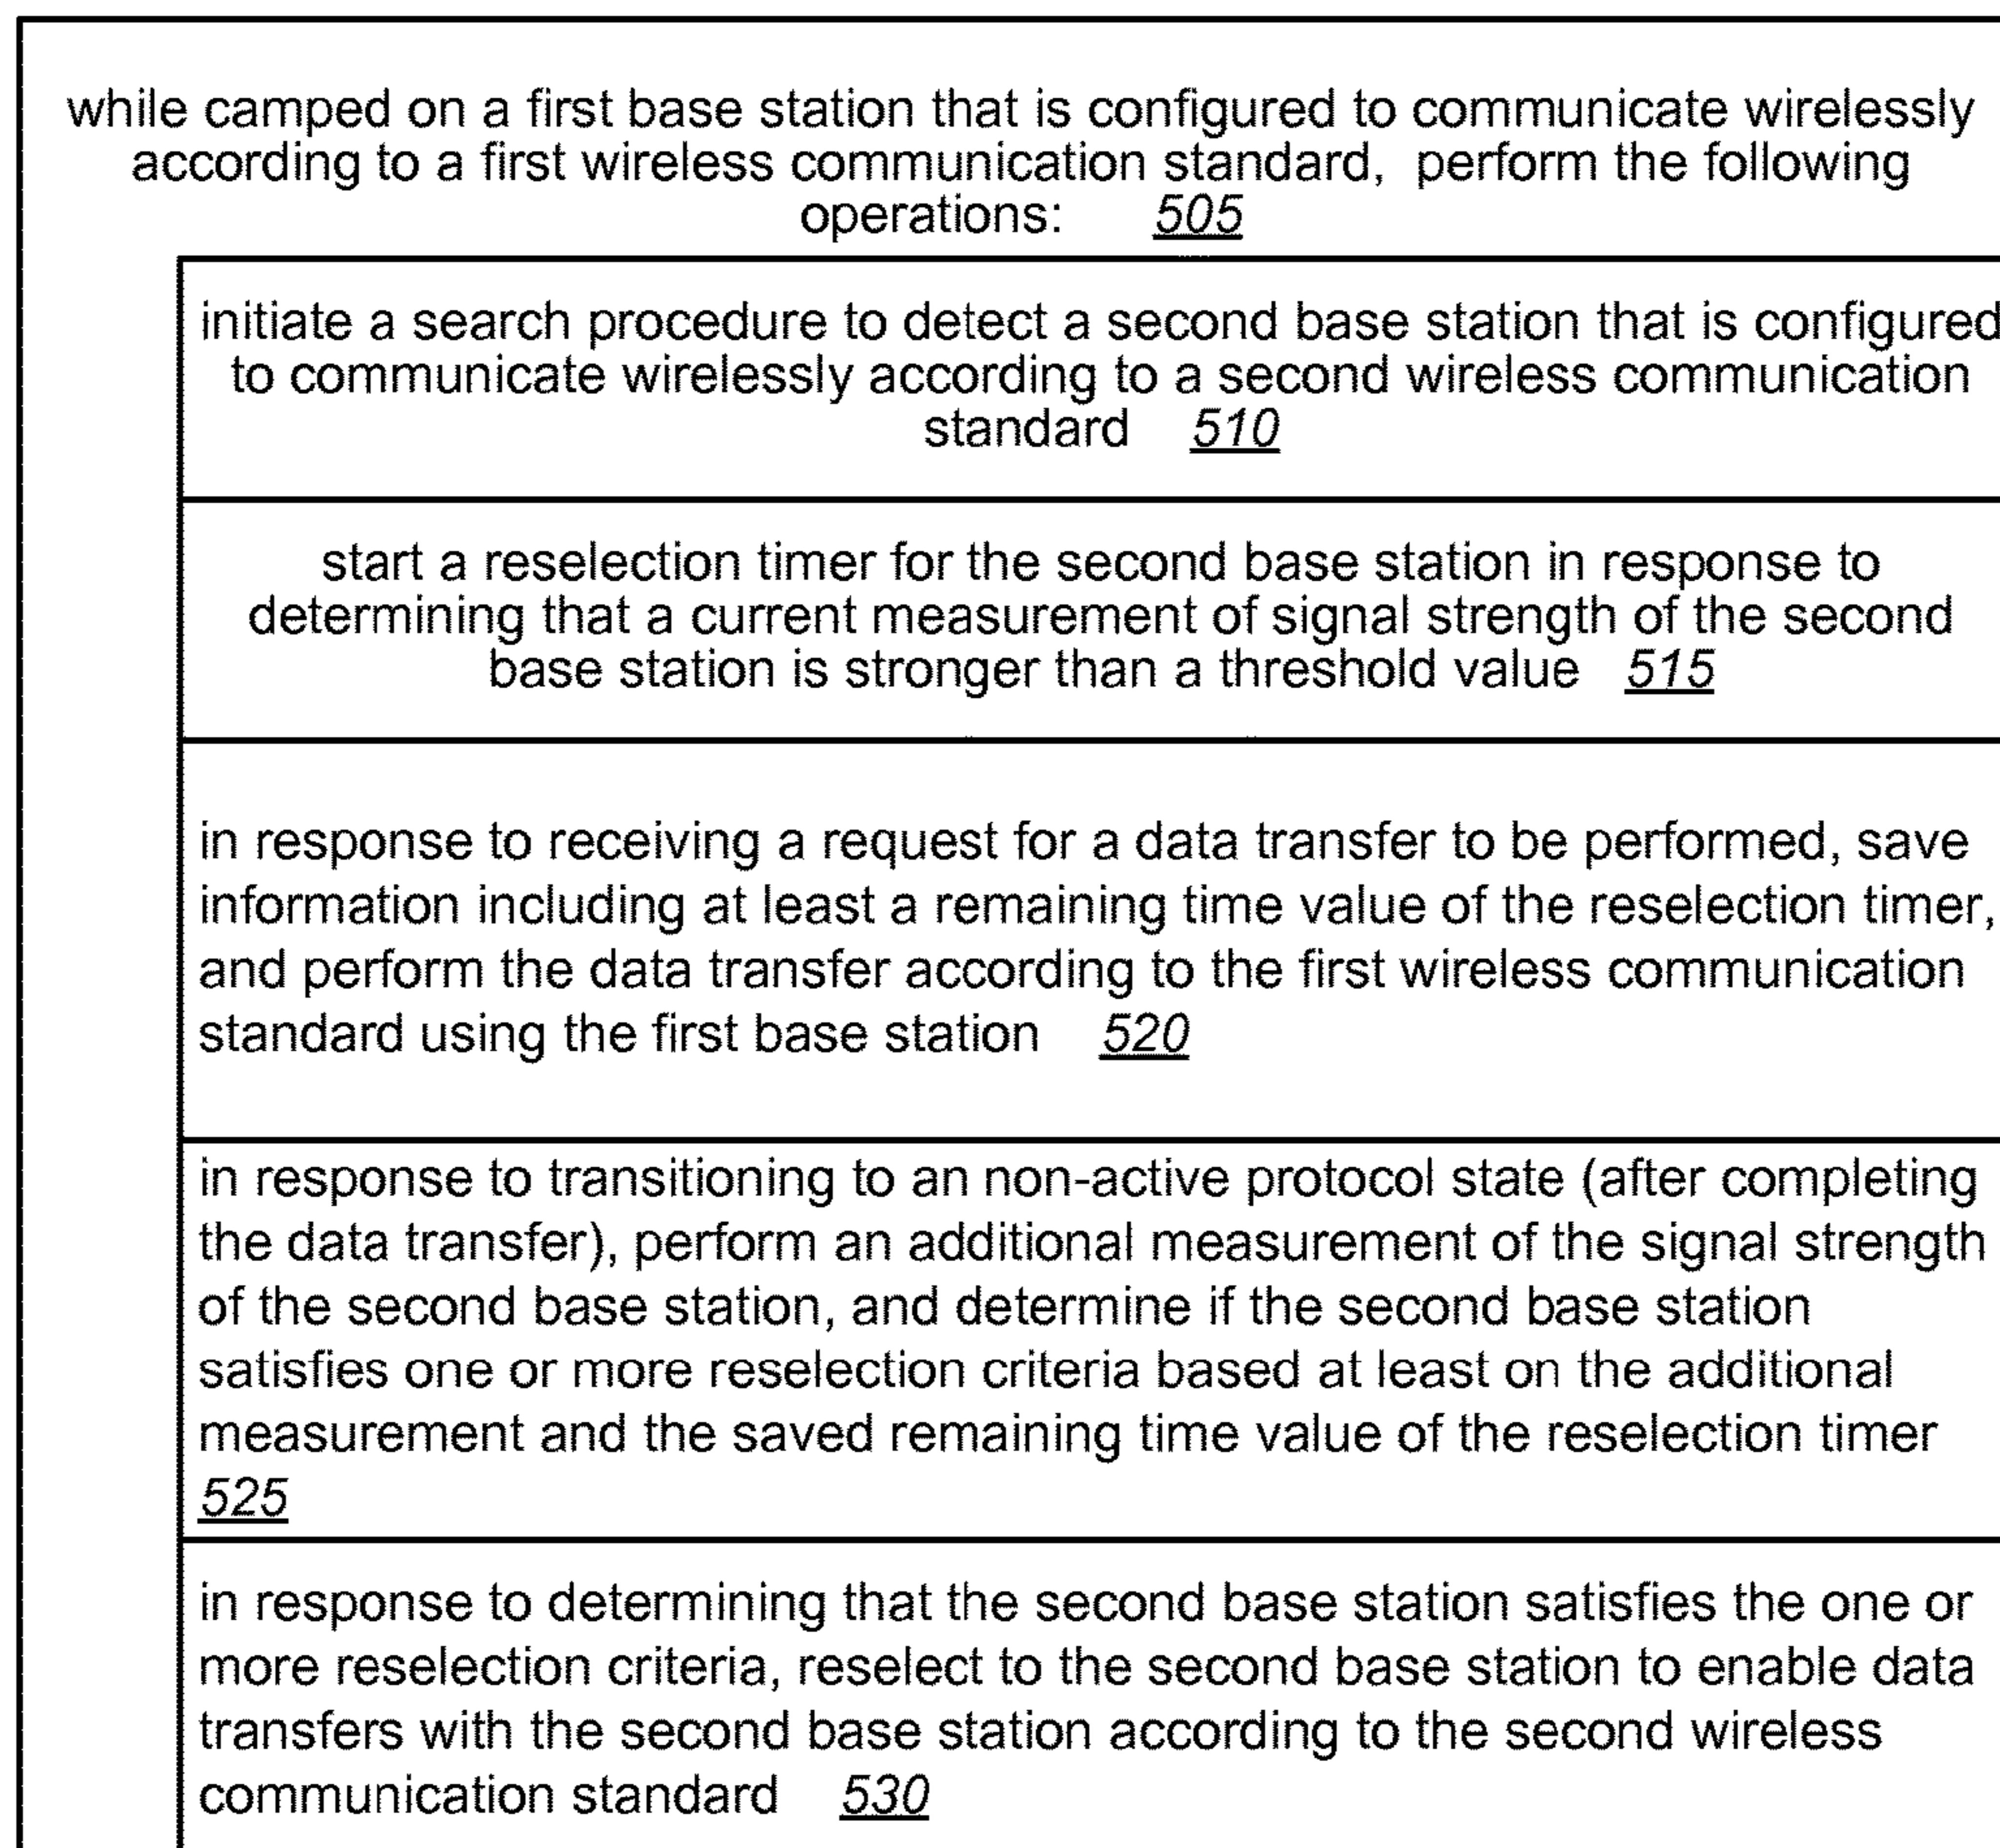 while camped on a first base station that is configured to communicate wirelessly
according to a first wireless communication standard, perform the following
operations: 505
initiate a search procedure to detect a second base station that is configured
to communicate wirelessly according to a second wireless communication
standard 510
start a reselection timer for the second base station in response to
determining that a current measurement of signal strength of the second
base station is stronger than a threshold value 515
in response to receiving a request for a data transfer to be performed, save
information including at least a remaining time value of the reselection timer,
and perform the data transfer according to the first wireless communication
standard using the first base station 520
in response to transitioning to an non-active protocol state (after completing
the data transfer), perform an additional measurement of the signal strength
of the second base station, and determine if the second base station
satisfies one or more reselection criteria based at least on the additional
measurement and the saved remaining time value of the reselection timer
525
in response to determining that the second base station satisfies the one or
more reselection criteria, reselect to the second base station to enable data
transfers with the second base station according to the second wireless
communication standard 530